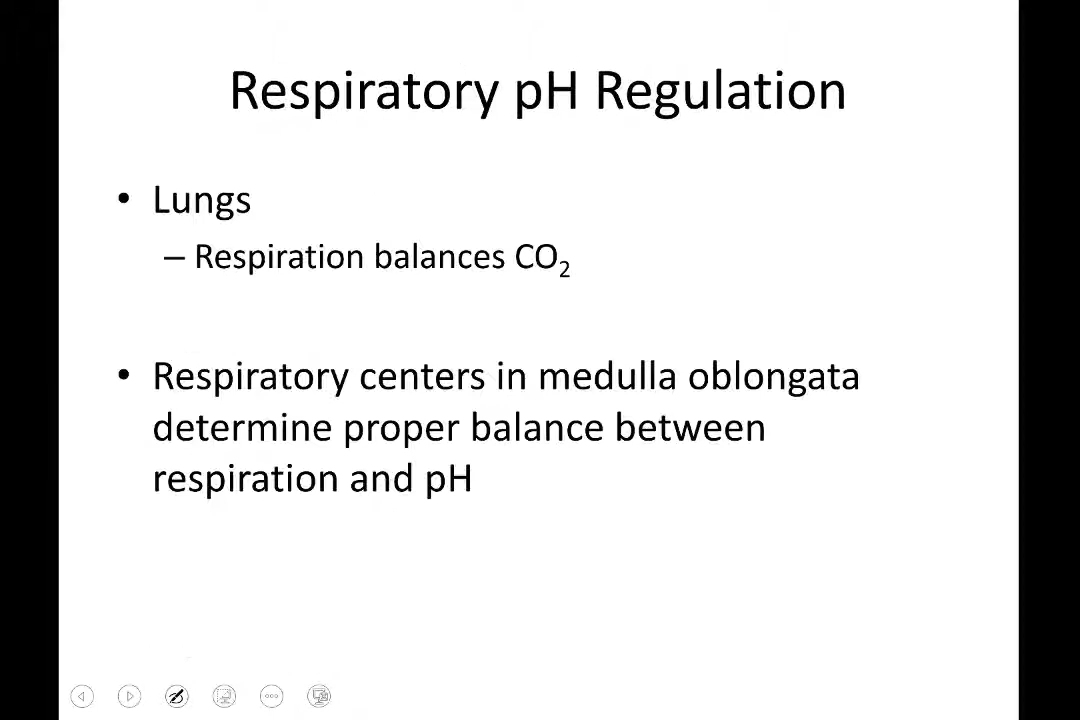 Respiratory pH Regulation
• Lungs
– Respiration balances CO₂
• Respiratory centers in medulla oblongata
determine proper balance between
respiration and pH